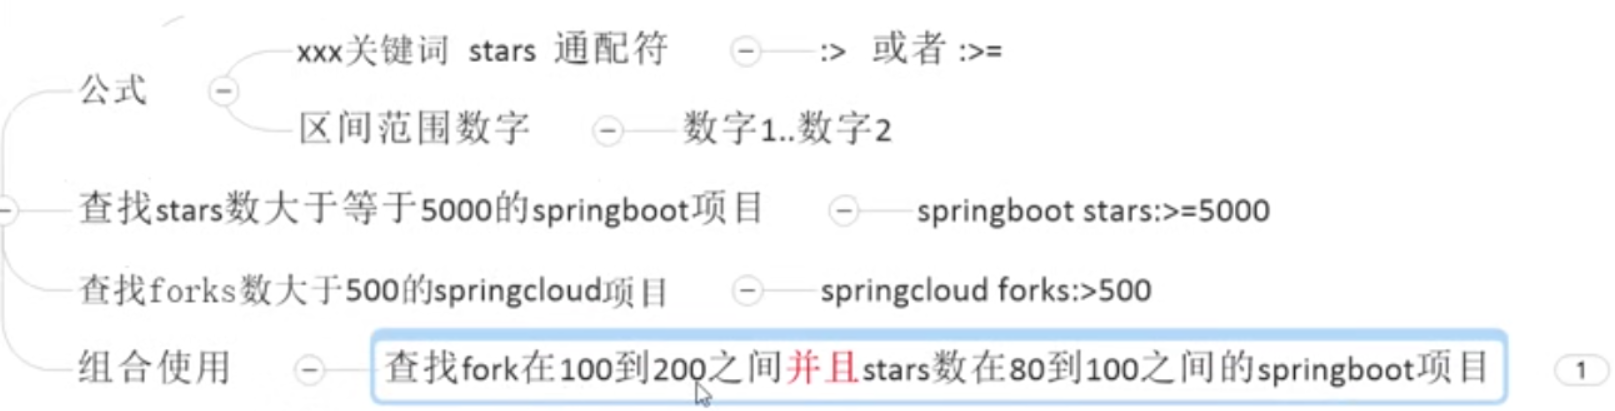 xxx关键词 stars 通配符 :> 或者 :>=
公式
区间范围数字 数字1..数字2
查找stars数大于等于5000的springboot项目 springboot stars:>=5000
查找forks数大于500的springcloud项目 springcloud forks:>500
组合使用 查找fork在100到200之间并且stars数在80到100之间的springboot项目 1